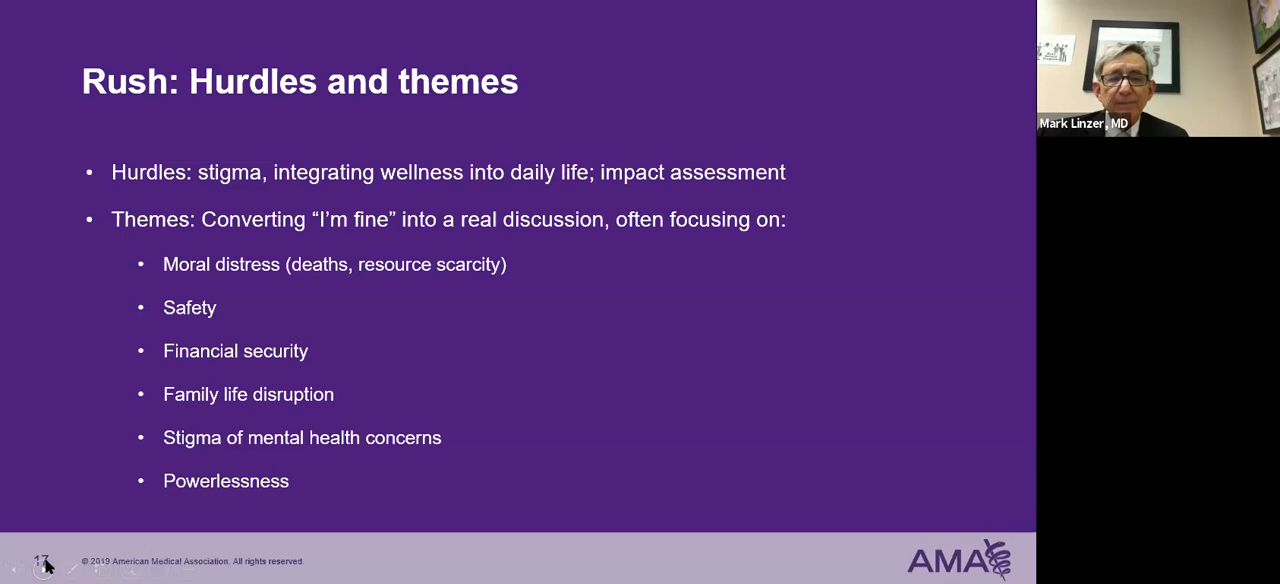 Rush: Hurdles and themes
Mark Linzer, MD
• Hurdles: stigma, integrating wellness into daily life; impact assessment
• Themes: Converting “I’m fine” into a real discussion, often focusing on:
• Moral distress (deaths, resource scarcity)
• Safety
• Financial security
• Family life disruption
• Stigma of mental health concerns
• Powerlessness
17
© 2019 American Medical Association. All rights reserved.
AMA